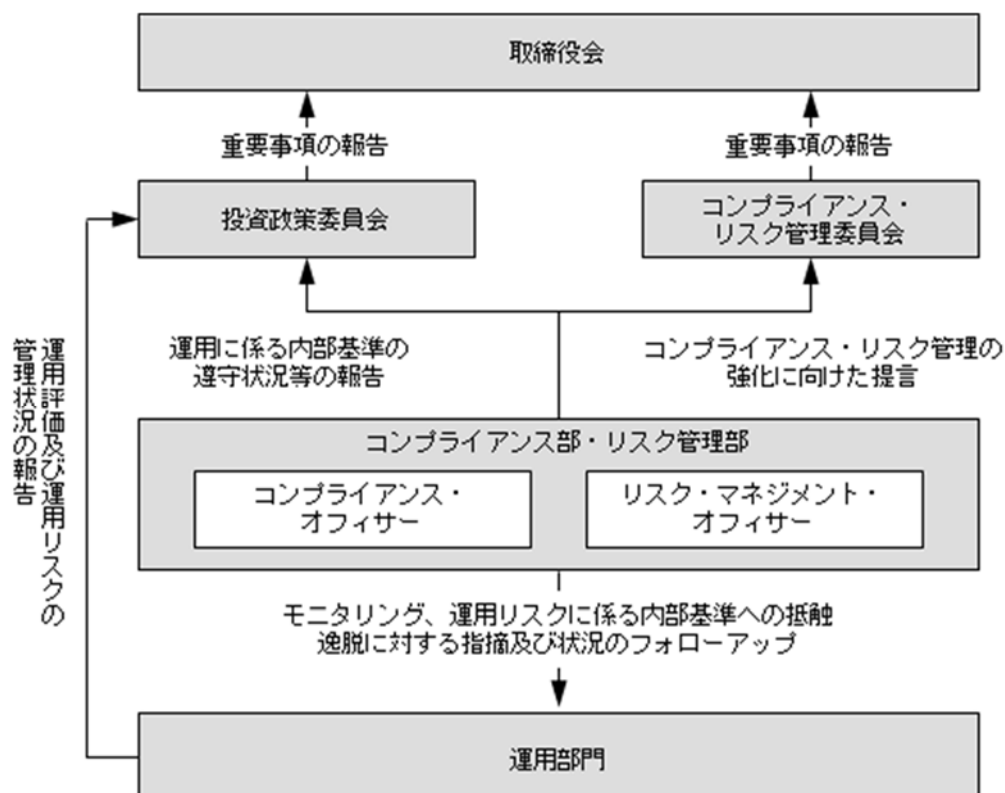 取締役会
重要事項の報告
重要事項の報告
投資政策委員会
コンプライアンス・
リスク管理委員会
運用評価及び運用リスクの
管理状況の報告
運用に係る内部基準の
遵守状況等の報告
コンプライアンス・リスク管理の
強化に向けた提言
コンプライアンス部・リスク管理部
コンプライアンス・
オフィサー
リスク・マネジメント・
オフィサー
モニタリング、運用リスクに係る内部基準への抵触
逸脱に対する指摘及び状況のフォローアップ
運用部門